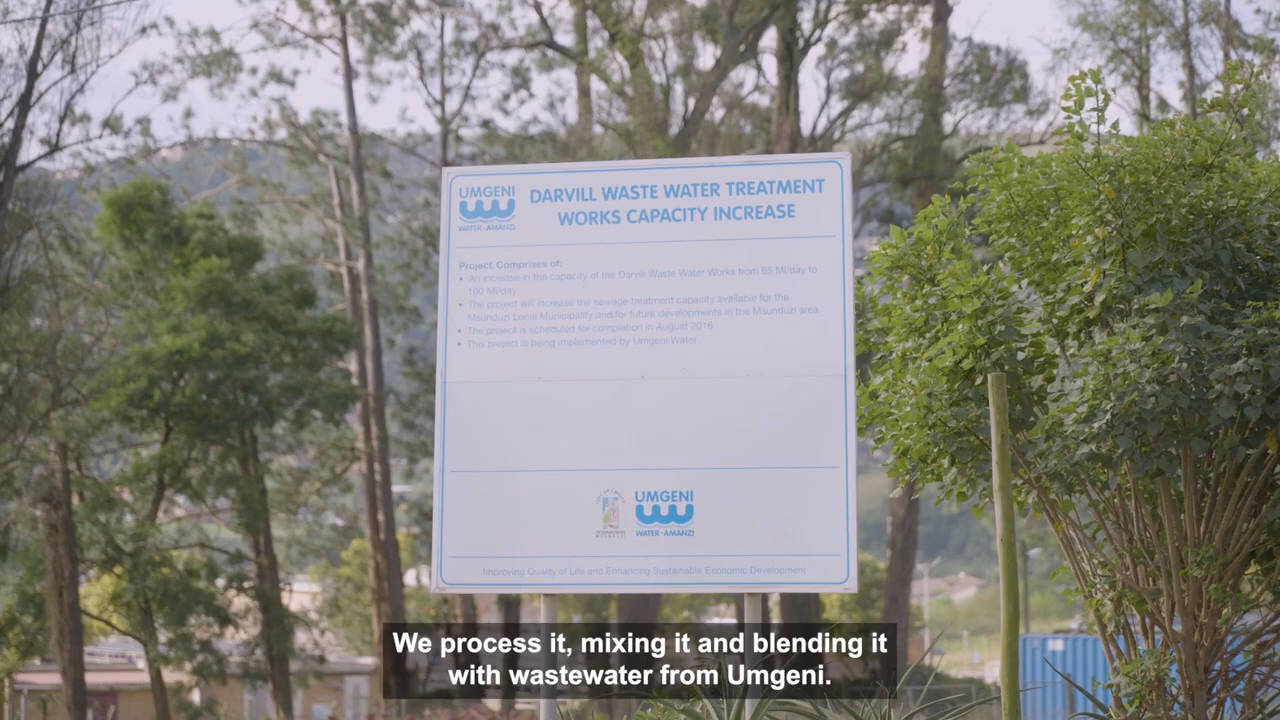 UMGENI
WATER · AMANZI
DARVILL WASTE WATER TREATMENT
WORKS CAPACITY INCREASE
Project Comprises of:
• An increase in the capacity of the Darvill Waste Water Works from 65 Ml/day to
100 Ml/day
• The project will increase the sewage treatment capacity available for the
Msunduzi Local Municipality and for future developments in the Msunduzi area.
• The project is scheduled for completion in August 2016
• This project is being implemented by Umgeni Water.
UMGENI
WATER · AMANZI
Improving Quality of Life and Enhancing Sustainable Economic Development
We process it, mixing it and blending it
with wastewater from Umgeni.